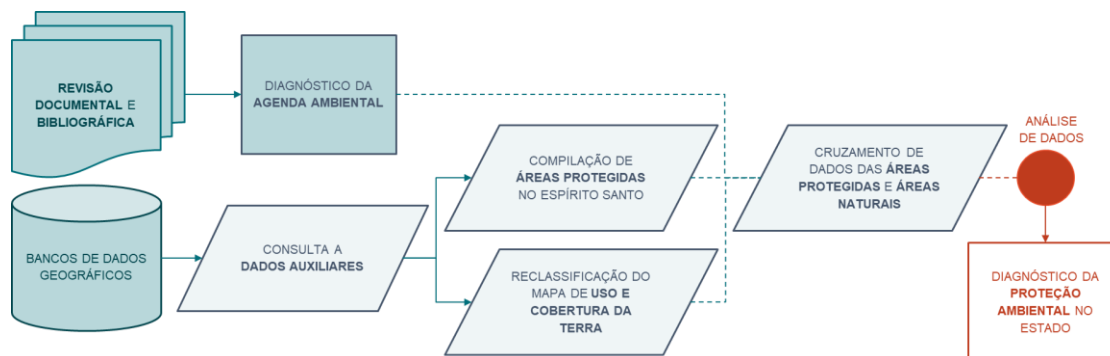 REVISÃO
DOCUMENTAL E
BIBLIOGRÁFICA
DIAGNÓSTICO DA
AGENDA AMBIENTAL
BANCOS DE DADOS
GEOGRÁFICOS
CONSULTA A
DADOS AUXILIARES
COMPILAÇÃO DE
ÁREAS PROTEGIDAS
NO ESPÍRITO SANTO
RECLASSIFICAÇÃO DO
MAPA DE USO E
COBERTURA DA
TERRA
CRUZAMENTO DE
DADOS DAS ÁREAS
PROTEGIDAS E ÁREAS
NATURAIS
ANÁLISE
DE DADOS
DIAGNÓSTICO DA
PROTEÇÃO
AMBIENTAL NO
ESTADO